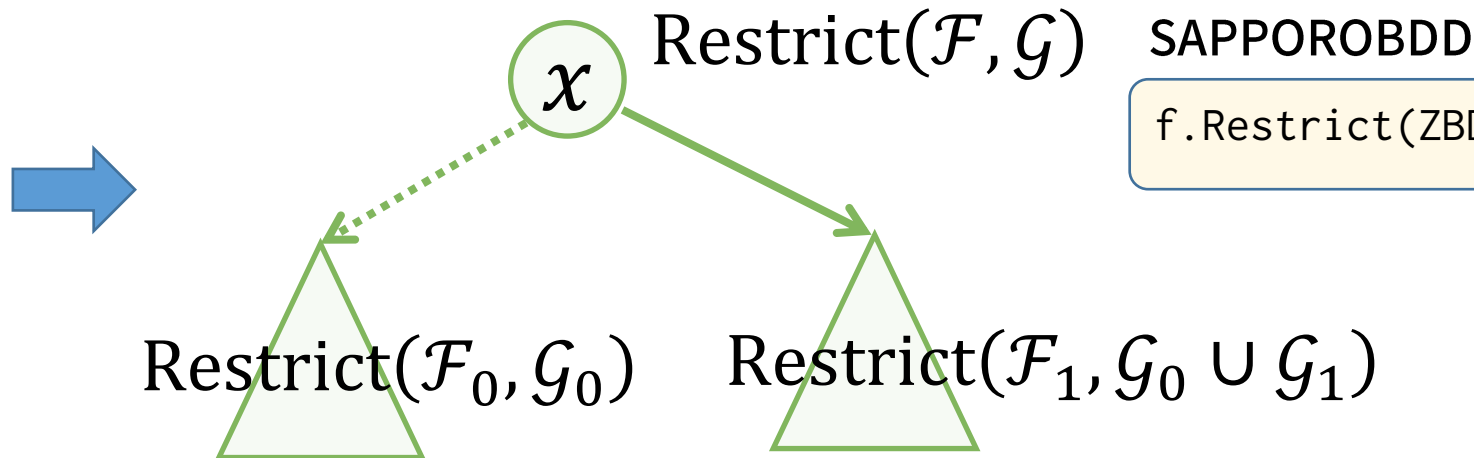 x
Restrict(ℱ, 𝒢)
SAPPOROBDD
f.Restrict(ZBD
Restrict(ℱ₀, 𝒢₀)
Restrict(ℱ₁, 𝒢₀ ∪ 𝒢₁)